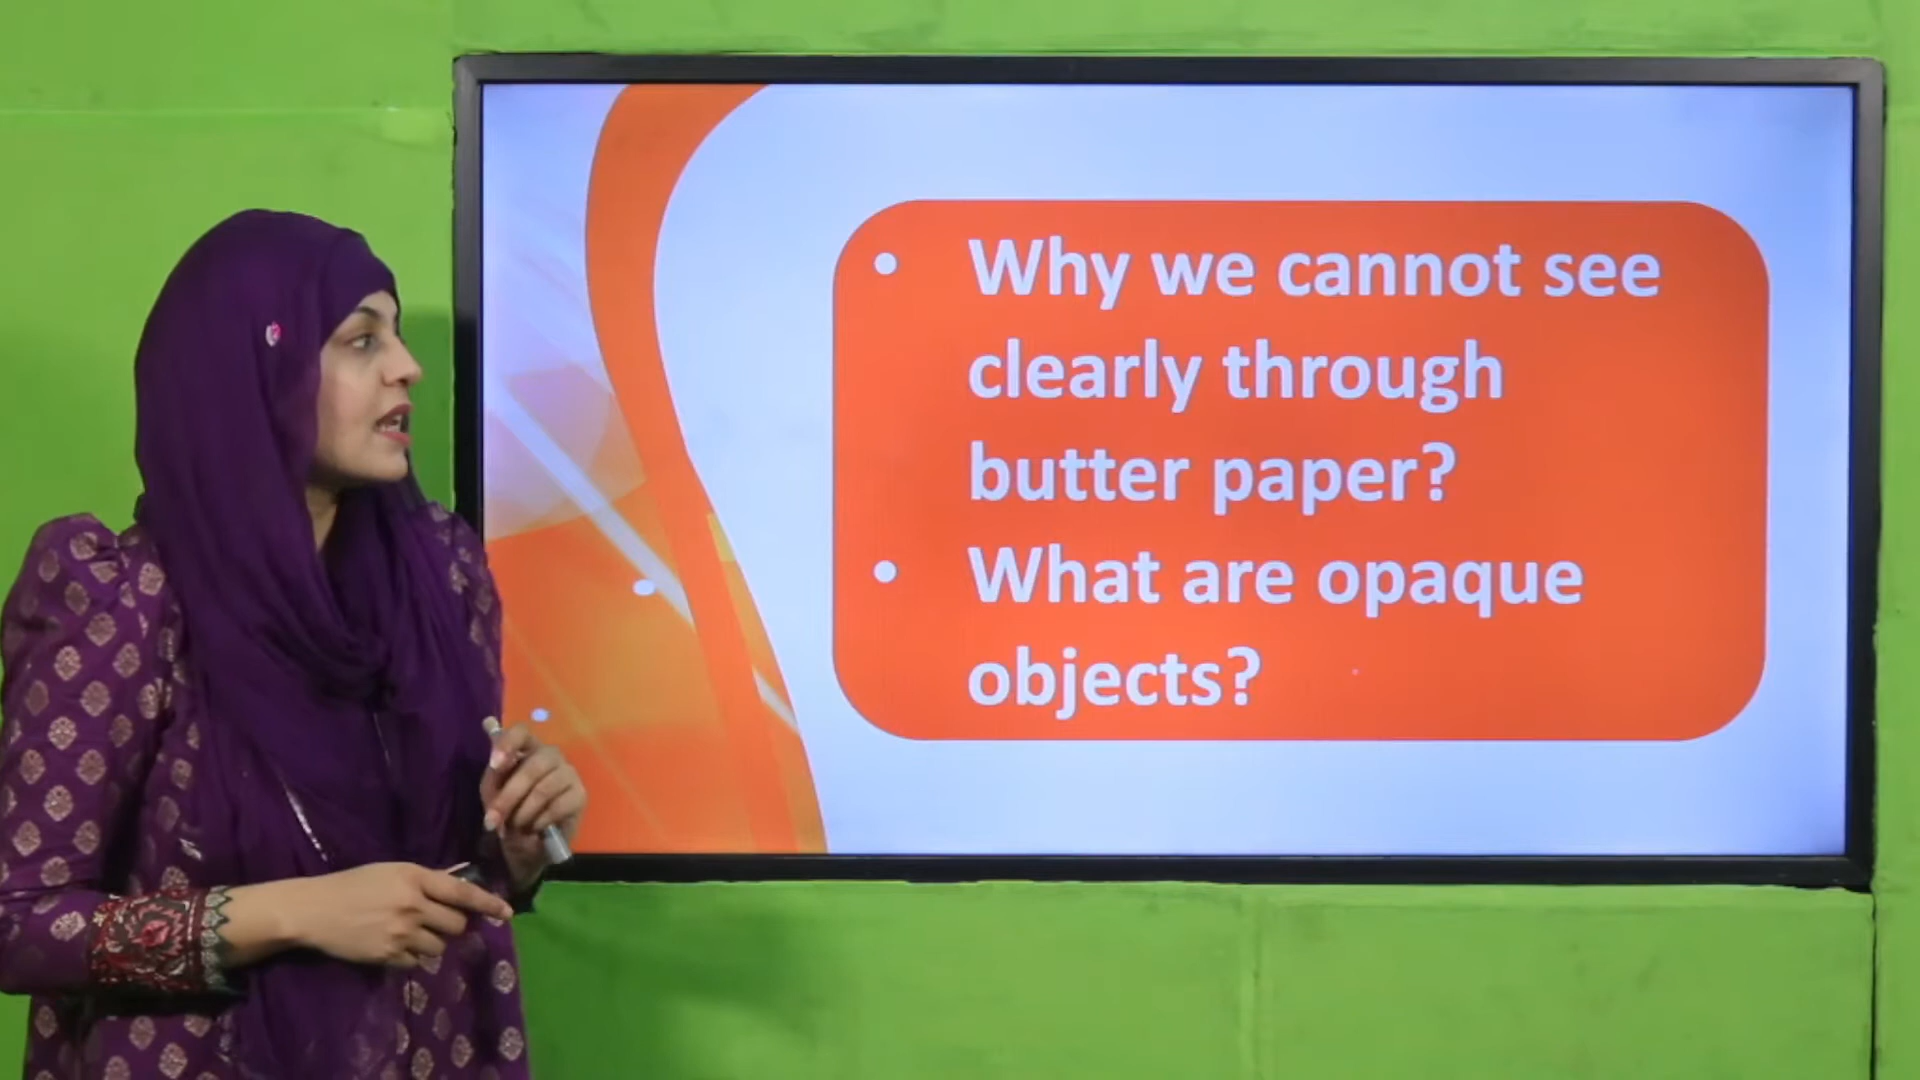 • Why we cannot see
clearly through
butter paper?
• What are opaque
objects?